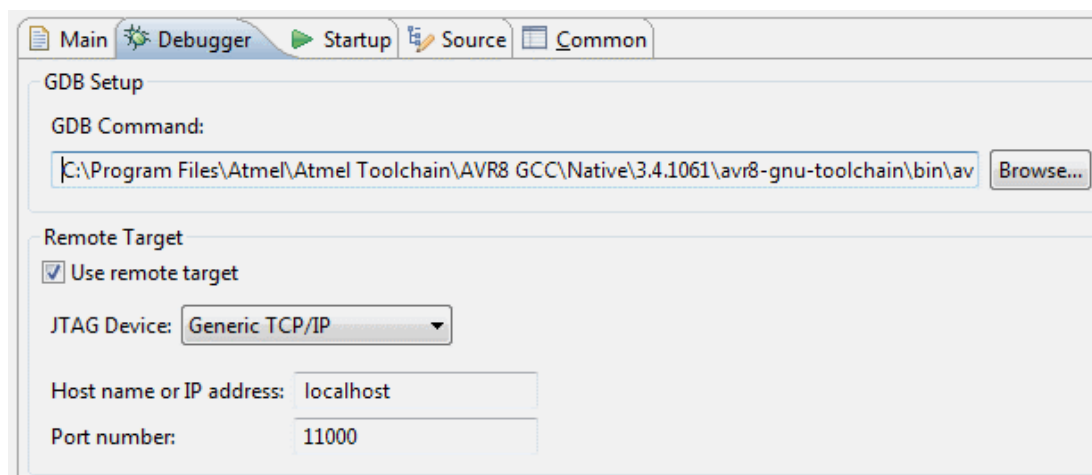 Main Debugger Startup Source Common
GDB Setup
GDB Command:
C:\Program Files\Atmel\Atmel Toolchain\AVR8 GCC\Native\3.4.1061\avr8-gnu-toolchain\bin\av Browse...
Remote Target
Use remote target
JTAG Device: Generic TCP/IP
Host name or IP address: localhost
Port number: 11000